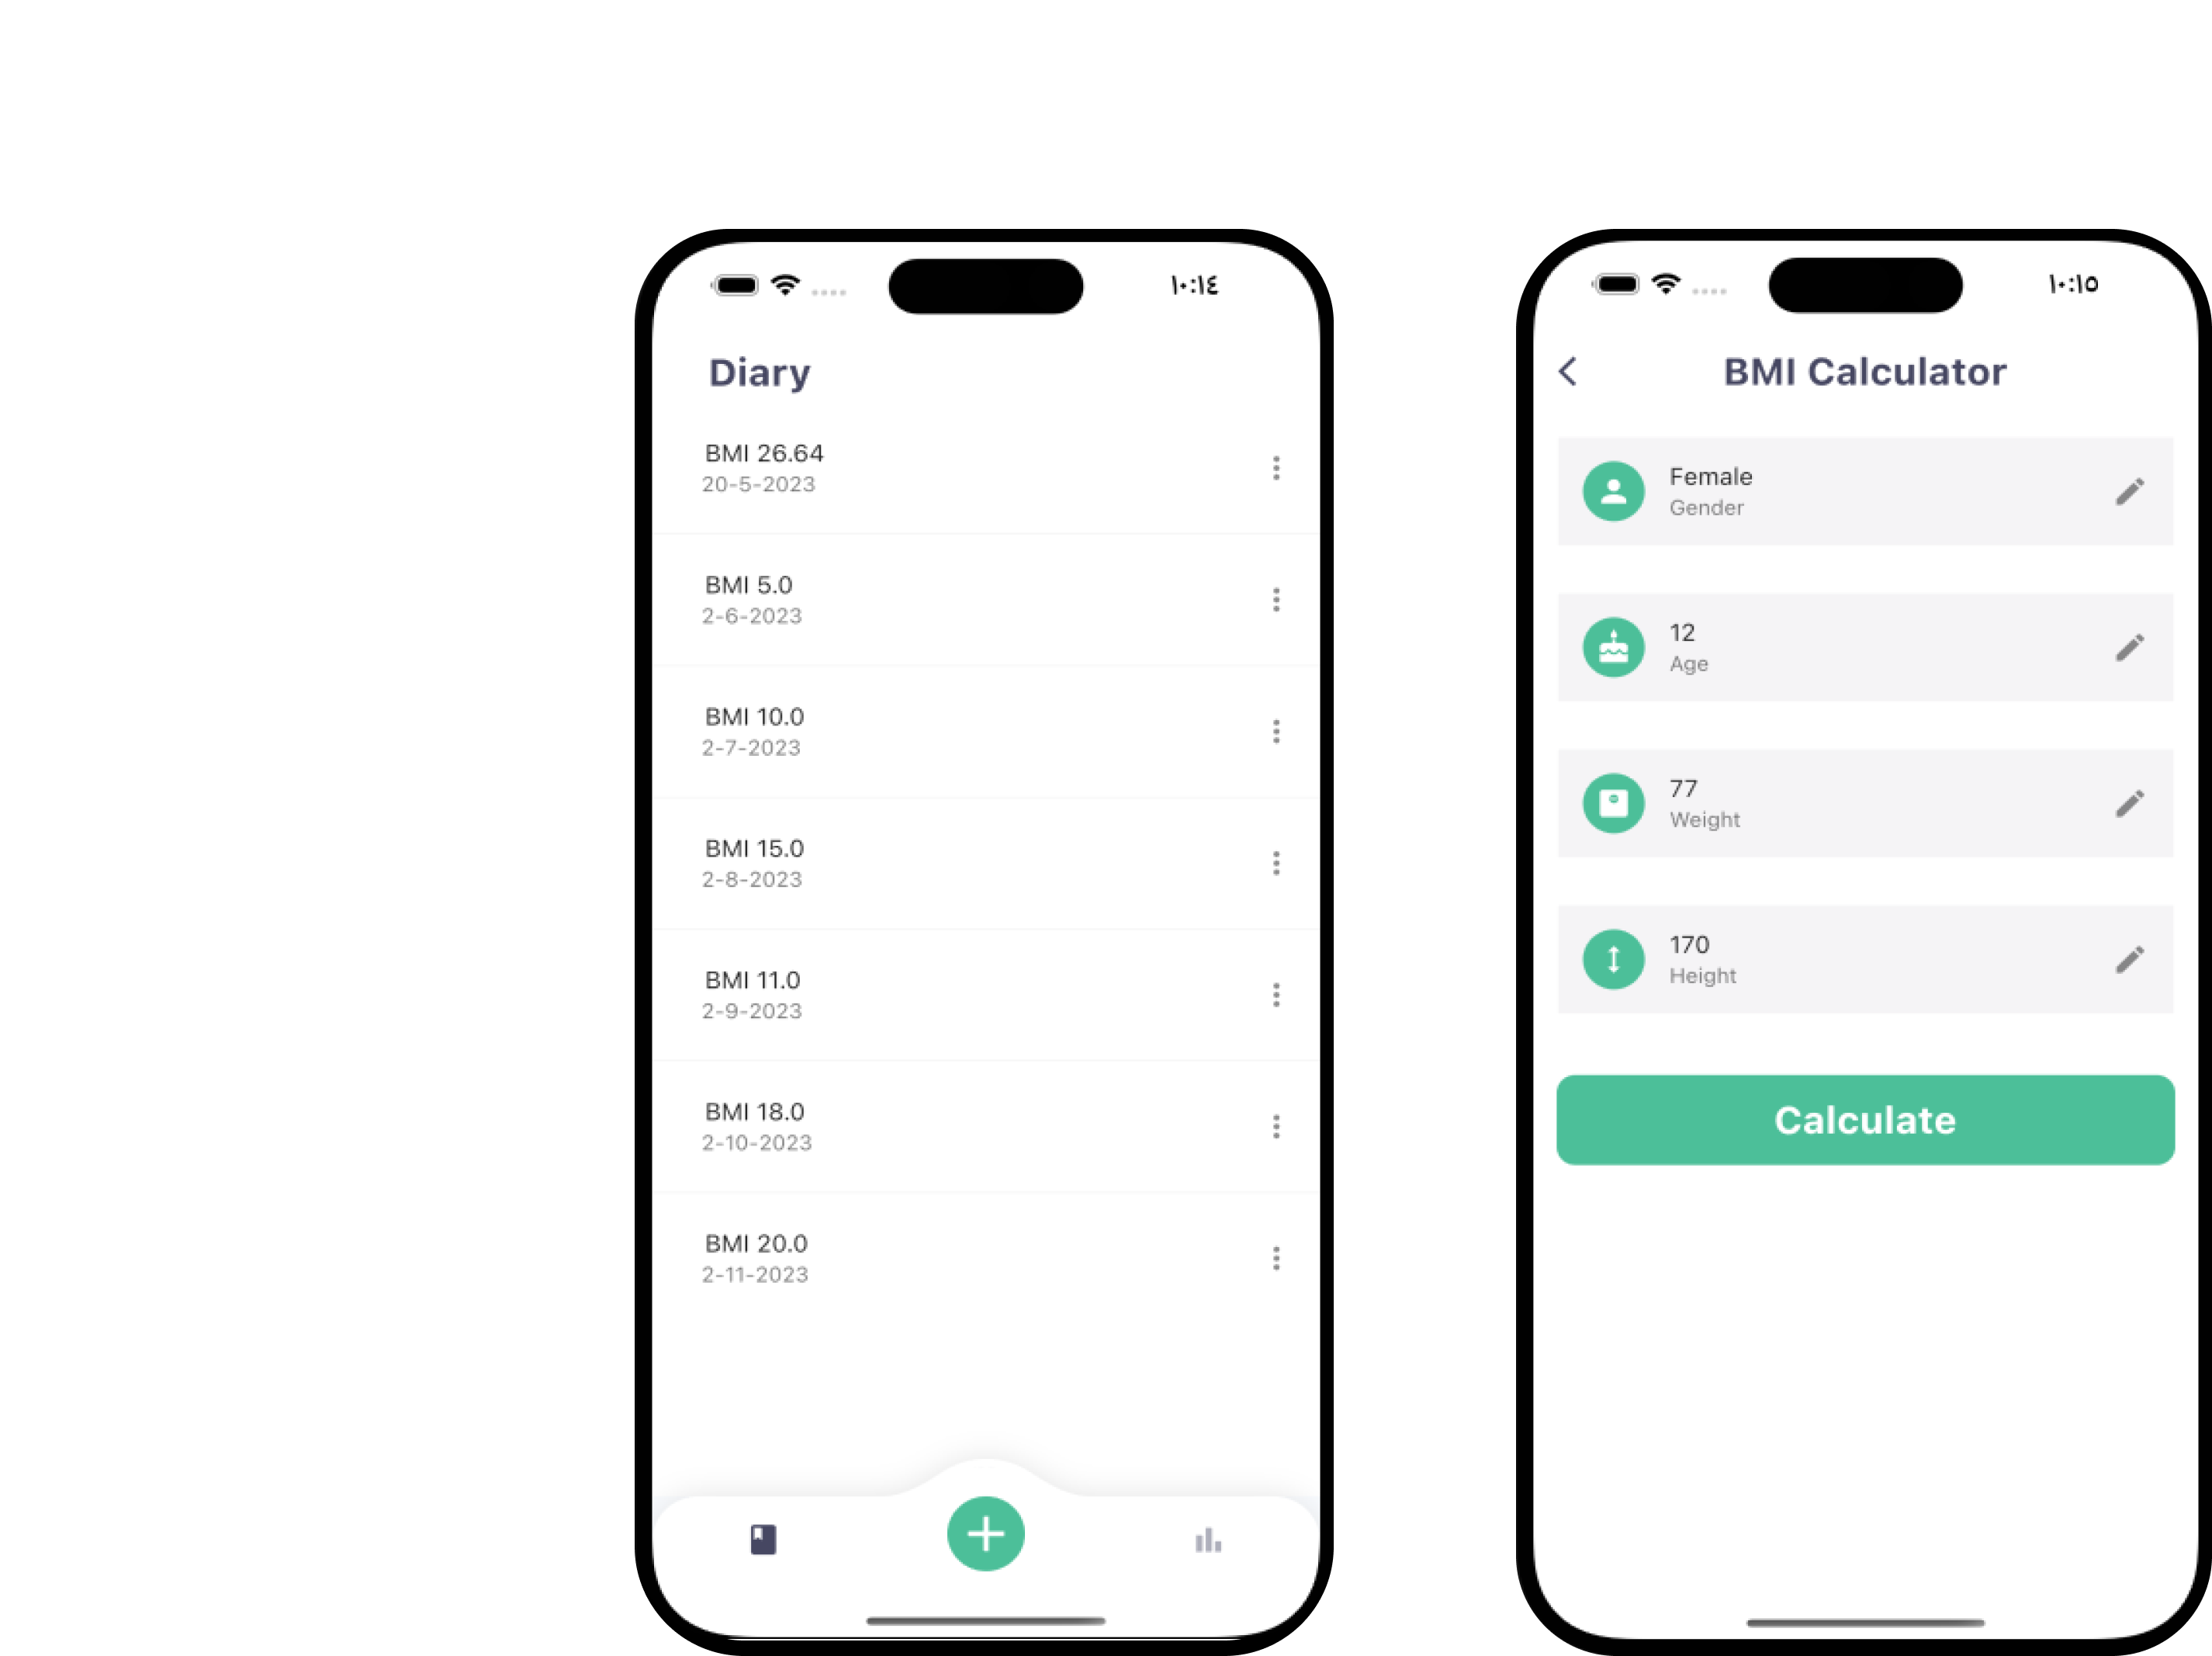 ١٠:١٤
Diary
BMI 26.64
20-5-2023
BMI 5.0
2-6-2023
BMI 10.0
2-7-2023
BMI 15.0
2-8-2023
BMI 11.0
2-9-2023
BMI 18.0
2-10-2023
BMI 20.0
2-11-2023
١٠:١٥
BMI Calculator
Female
Gender
12
Age
77
Weight
170
Height
Calculate